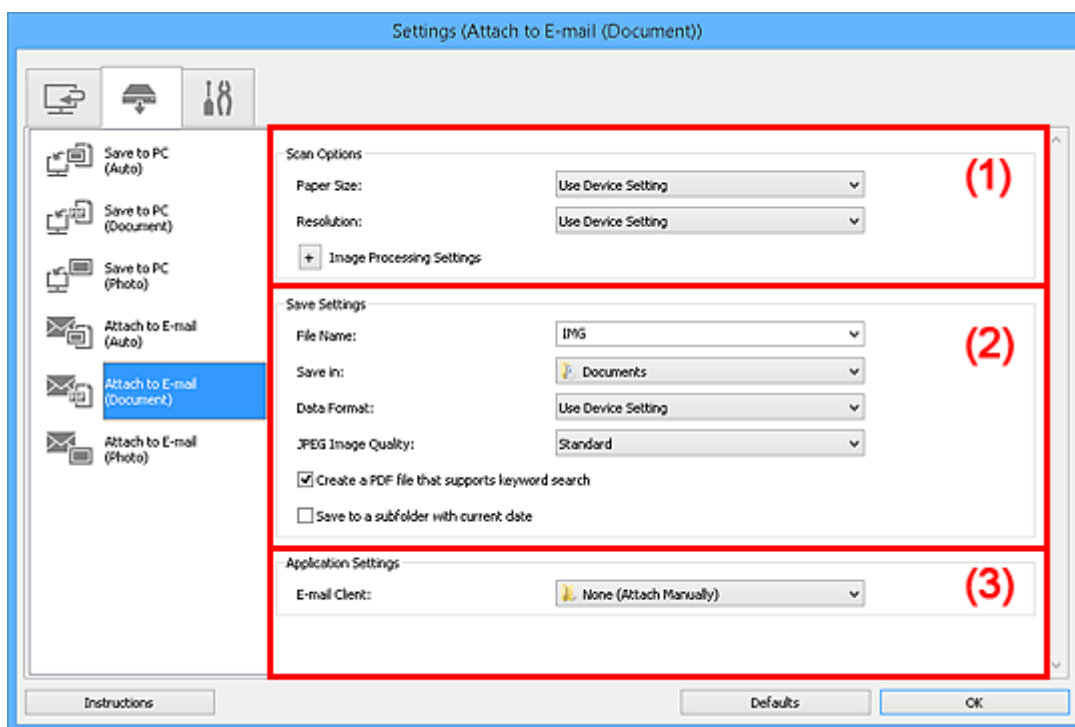 Settings (Attach to E-mail (Document))
Save to PC
(Auto)
Save to PC
(Document)
Save to PC
(Photo)
Attach to E-mail
(Auto)
Attach to E-mail
(Document)
Attach to E-mail
(Photo)
Scan Options
(1)
Paper Size:
Use Device Setting
Resolution:
Use Device Setting
+ Image Processing Settings
Save Settings
(2)
File Name:
IMG
Save in:
Documents
Data Format:
Use Device Setting
JPEG Image Quality:
Standard
Create a PDF file that supports keyword search
Save to a subfolder with current date
Application Settings
(3)
E-mail Client:
None (Attach Manually)
Instructions
Defaults
OK